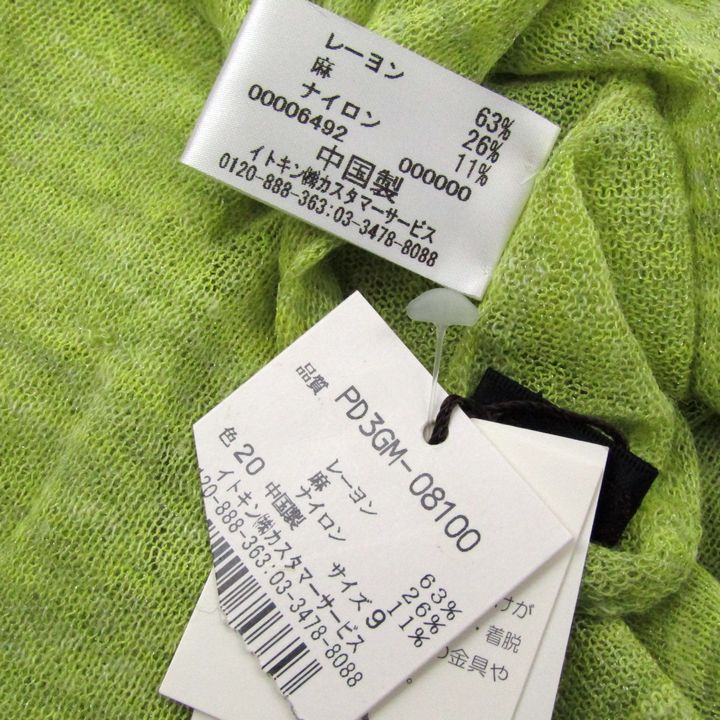 レーヨン 63%
麻 26%
ナイロン 11%
00006492 000000
中国製
イトキン㈱カスタマーサービス
0120-888-363:03-3478-8088
品質 PD3GM-08100
色 20 サイズ 9
レーヨン 63%
麻 26%
ナイロン 11%
中国製
イトキン㈱カスタマーサービス
120-888-363:03-3478-8088
けが
・着脱
の金具や
。